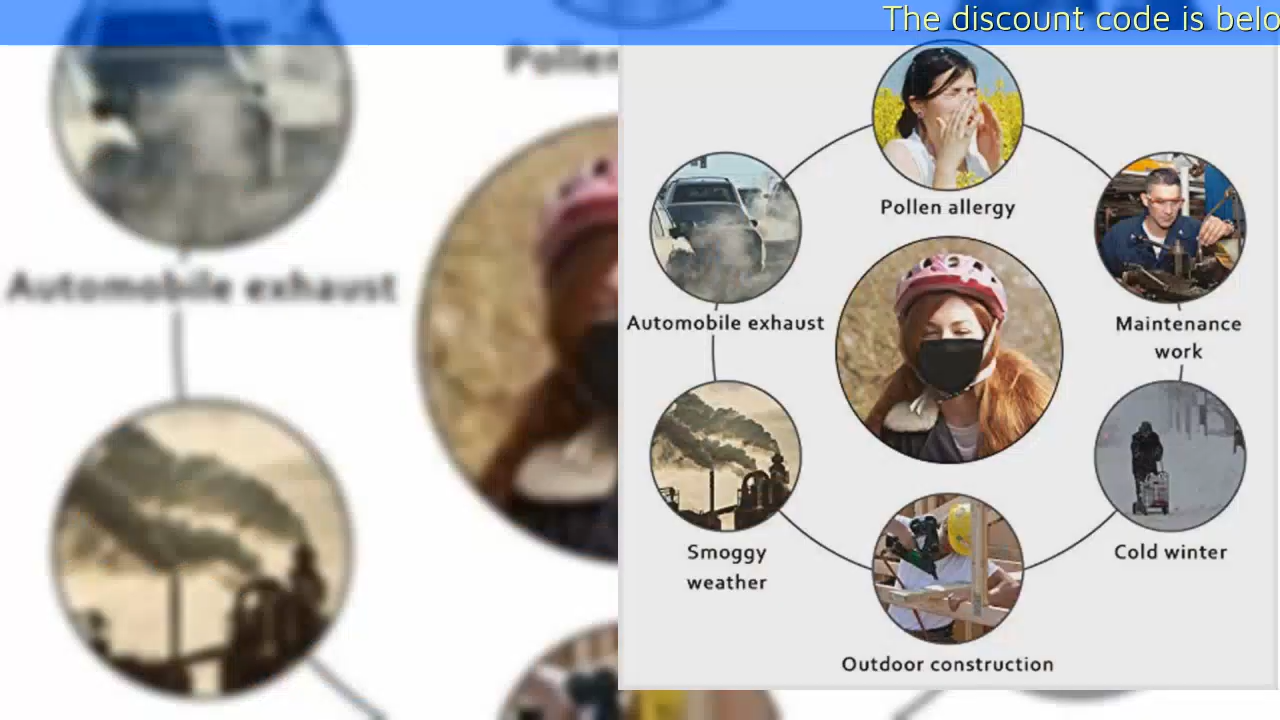 The discount code is belo
Pollen
Pollen allergy
Automobile exhaust
Automobile exhaust
Maintenance
work
Smoggy
weather
Cold winter
Outdoor construction